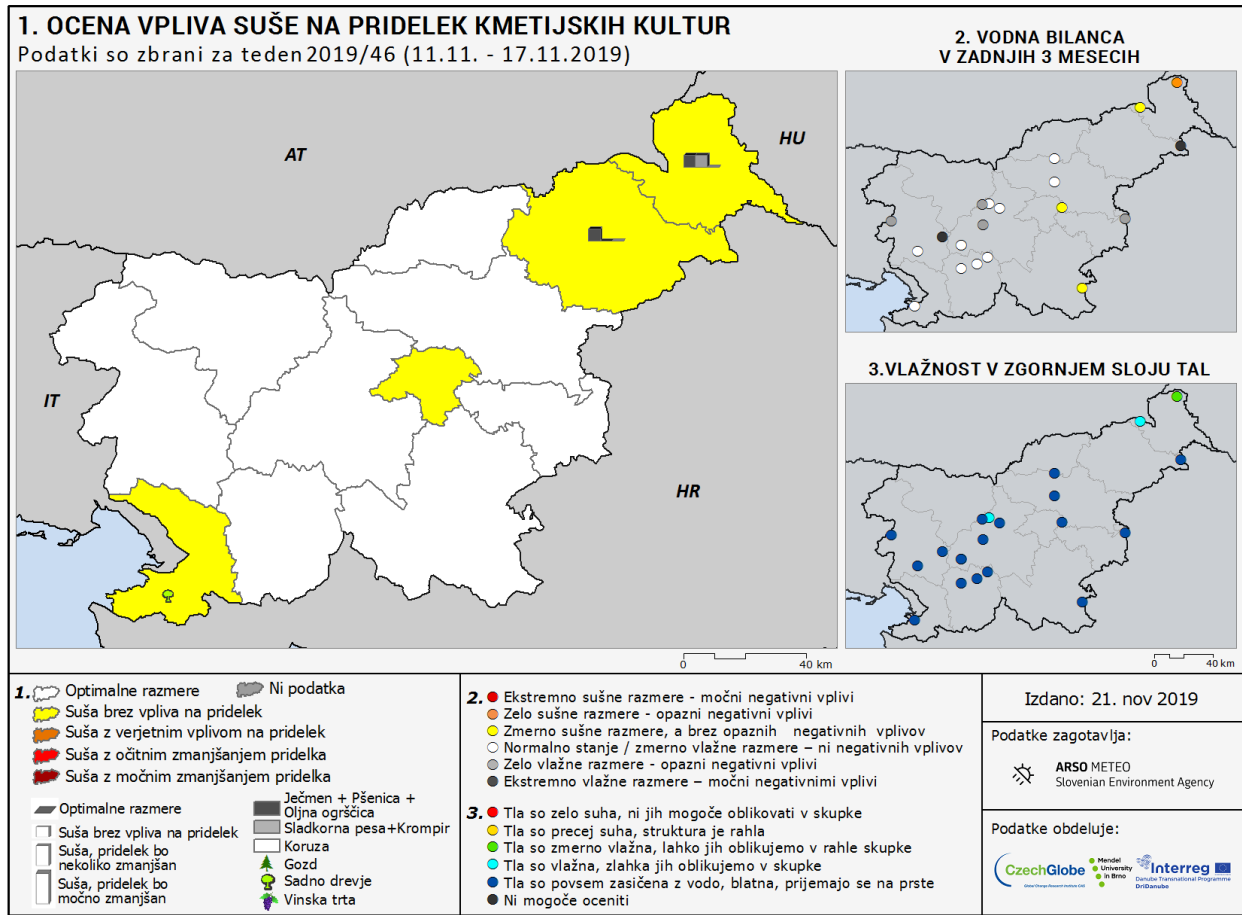 1. OCENA VPLIVA SUŠE NA PRIDELEK KMETIJSKIH KULTUR
Podatki so zbrani za teden 2019/46 (11.11. - 17.11.2019)
AT
HU
IT
HR
0 40 km
2. VODNA BILANCA
V ZADNJIH 3 MESECIH
3.VLAŽNOST V ZGORNJEM SLOJU TAL
0 40 km
1.
Optimalne razmere
Ni podatka
Suša brez vpliva na pridelek
Suša z verjetnim vplivom na pridelek
Suša z očitnim zmanjšanjem pridelka
Suša z močnim zmanjšanjem pridelka
Optimalne razmere
Suša brez vpliva na pridelek
Suša, pridelek bo
nekoliko zmanjšan
Suša, pridelek bo
močno zmanjšan
Ječmen + Pšenica +
Oljna ogrščica
Sladkorna pesa+Krompir
Koruza
Gozd
Sadno drevje
Vinska trta
2.
Ekstremno sušne razmere - močni negativni vplivi
Zelo sušne razmere - opazni negativni vplivi
Zmerno sušne razmere, a brez opaznih negativnih vplivov
Normalno stanje / zmerno vlažne razmere – ni negativnih vplivov
Zelo vlažne razmere - opazni negativni vplivi
Ekstremno vlažne razmere – močni negativnimi vplivi
3.
Tla so zelo suha, ni jih mogoče oblikovati v skupke
Tla so precej suha, struktura je rahla
Tla so zmerno vlažna, lahko jih oblikujemo v rahle skupke
Tla so vlažna, zlahka jih oblikujemo v skupke
Tla so povsem zasičena z vodo, blatna, prijemajo se na prste
Ni mogoče oceniti
Izdano: 21. nov 2019
Podatke zagotavlja:
ARSO METEO
Slovenian Environment Agency
Podatke obdeluje:
CzechGlobe
Global Change Research Institute CAS
Mendel
University
in Brno
Interreg
Danube Transnational Programme
DriDanube